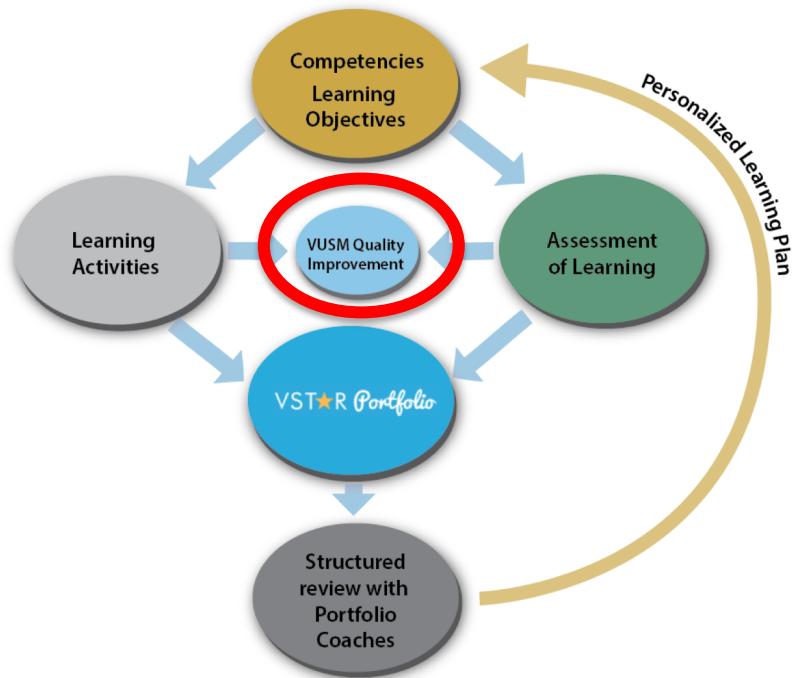 Competencies
Learning
Objectives
Personalized Learning Plan
Learning
Activities
VUSM Quality
Improvement
Assessment
of Learning
VST★R Portfolio
Structured
review with
Portfolio
Coaches